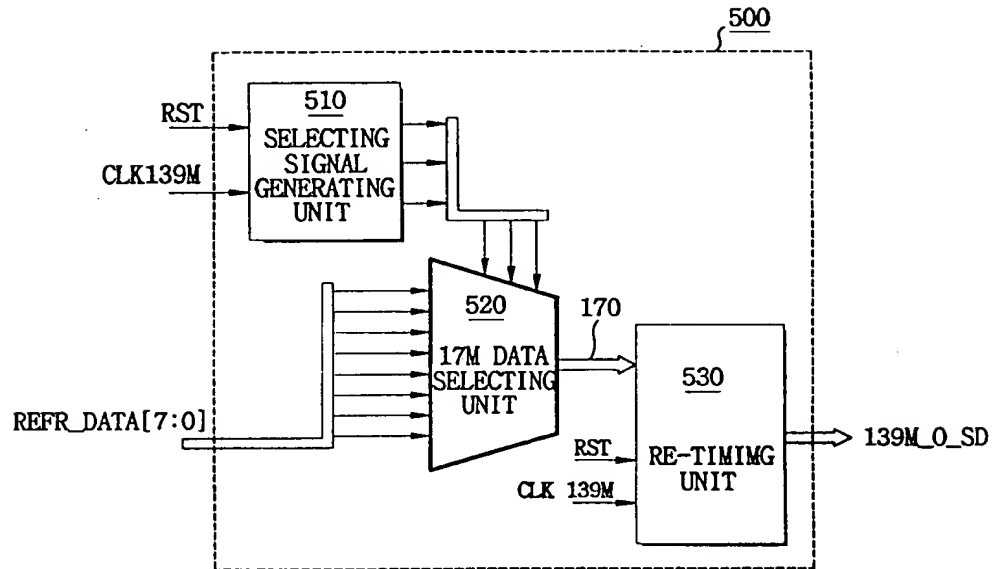 500
510
SELECTING
SIGNAL
GENERATING
UNIT
RST
CLK139M
520
17M DATA
SELECTING
UNIT
REFR_DATA[7:0]
170
530
RE-TIMIMG
UNIT
RST
CLK 139M
139M_O_SD